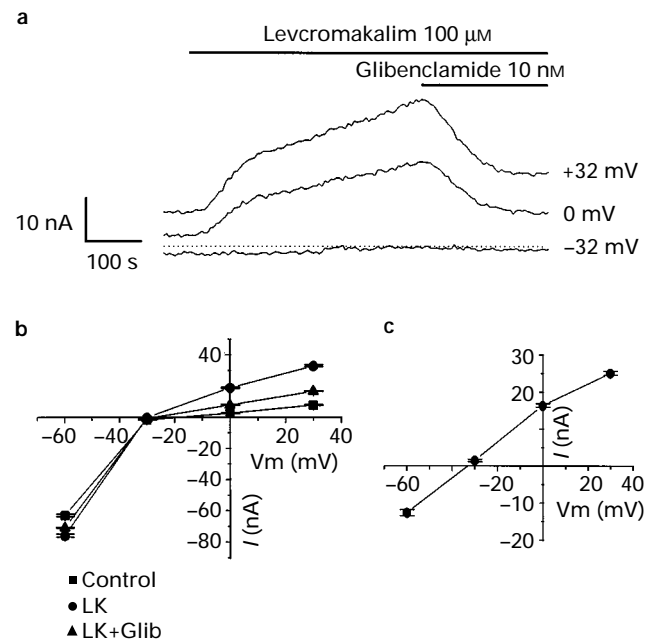 a
Levcromakalim 100 μM
Glibenclamide 10 nM
+32 mV
0 mV
−32 mV
10 nA
100 s
b
40
−60 −40 −20 20 40
Vm (mV)
−20
−40
−60
−80
I (nA)
■ Control
● LK
▲ LK+Glib
c
30
20
10
I (nA)
−60 −40 −20 0 20 40
Vm (mV)
−10
−20